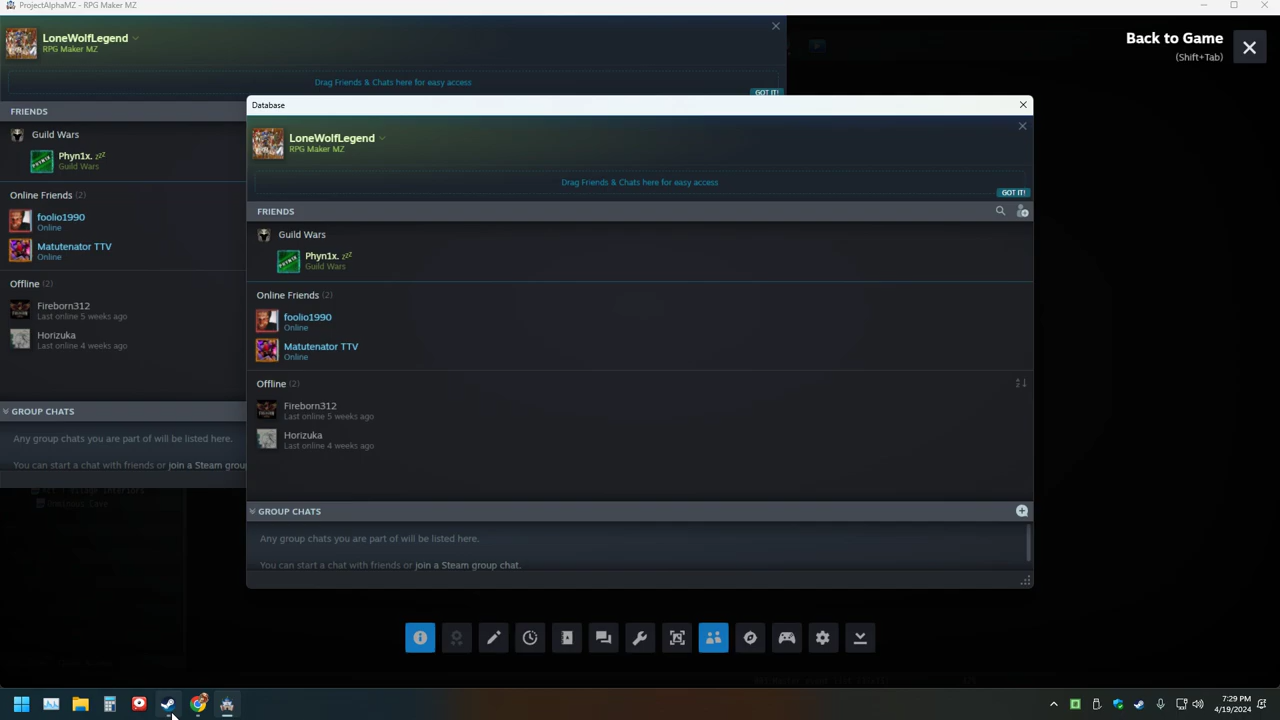 ProjectAlphaMZ - RPG Maker MZ
LoneWolfLegend
RPG Maker MZ
Drag Friends & Chats here for easy access
GOT IT!
FRIENDS
Guild Wars
Phyn1x. zzZ
Guild Wars
Online Friends (2)
foolio1990
Online
Matutenator TTV
Online
Offline (2)
Fireborn312
Last online 5 weeks ago
Horizuka
Last online 4 weeks ago
GROUP CHATS
Any group chats you are part of will be listed here.
You can start a chat with friends or join a Steam grou
Back to Game
(Shift+Tab)
Database
LoneWolfLegend
RPG Maker MZ
Drag Friends & Chats here for easy access
GOT IT!
FRIENDS
Guild Wars
Phyn1x. zzZ
Guild Wars
Online Friends (2)
foolio1990
Online
Matutenator TTV
Online
Offline (2)
Fireborn312
Last online 5 weeks ago
Horizuka
Last online 4 weeks ago
GROUP CHATS
Any group chats you are part of will be listed here.
You can start a chat with friends or join a Steam group chat.
7:29 PM
4/19/2024